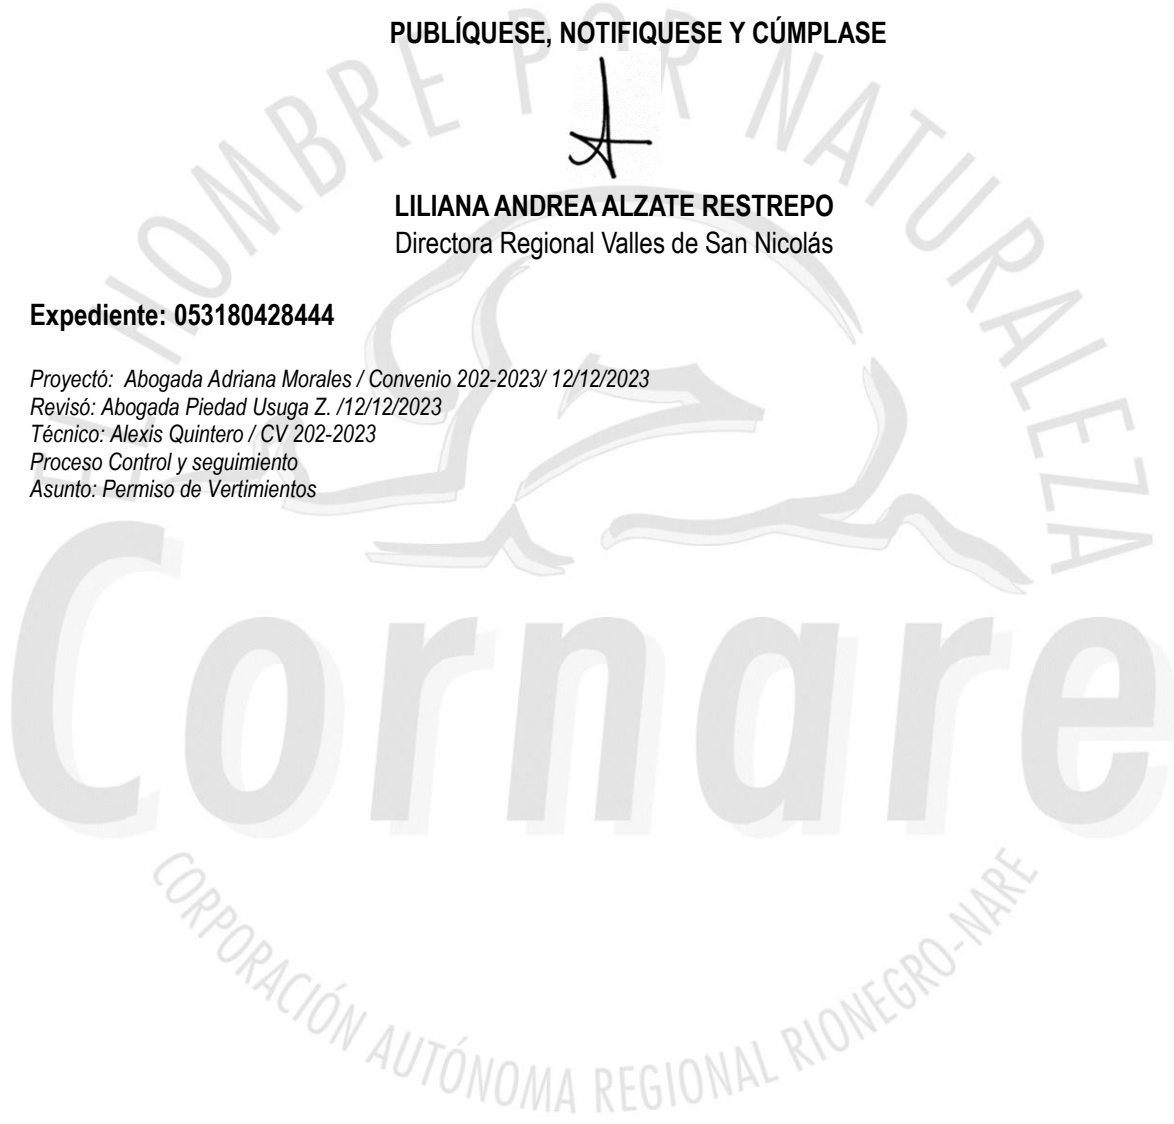 PUBLÍQUESE, NOTIFIQUESE Y CÚMPLASE
LILIANA ANDREA ALZATE RESTREPO
Directora Regional Valles de San Nicolás
Expediente: 053180428444
Proyectó: Abogada Adriana Morales / Convenio 202-2023/ 12/12/2023
Revisó: Abogada Piedad Usuga Z. /12/12/2023
Técnico: Alexis Quintero / CV 202-2023
Proceso Control y seguimiento
Asunto: Permiso de Vertimientos
HOMBRE POR NATURALEZA
Cornare
CORPORACIÓN AUTÓNOMA REGIONAL RIONEGRO-NARE